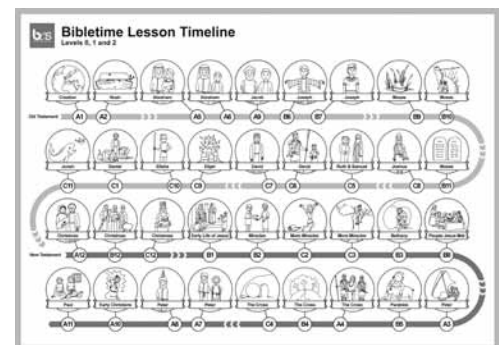 bes
Bibletime Lesson Timeline
Levels 0, 1 and 2
Creation Noah Abraham Abraham Jacob Joseph Joseph Moses Moses
Old Testament A1 A2 A5 A6 A9 B6 B7 B9 B10
Jonah Daniel Elisha Elijah David David Ruth & Samuel Joshua Moses
C11 C1 C10 C9 C7 C6 C5 B11
Christmas Christmas Christmas Early Life of Jesus Miracles More Miracles More Miracles Bethany People Jesus Met
New Testament A12 B12 C12 B1 B2 C2 C3 B3 B8
Paul Early Christians Peter Peter The Cross The Cross The Cross Parables Peter
A11 A10 A8 A7 C4 B4 A4 B5 A3